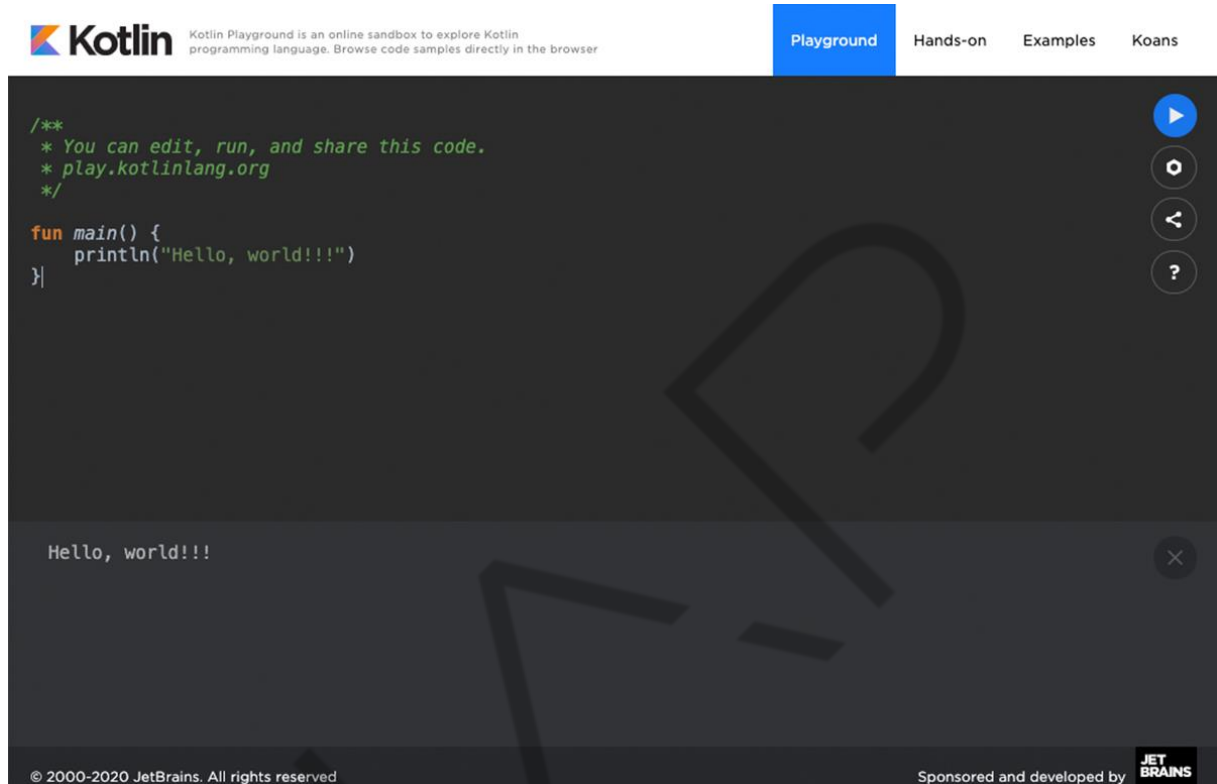 Kotlin
Kotlin Playground is an online sandbox to explore Kotlin
programming language. Browse code samples directly in the browser
Playground
Hands-on
Examples
Koans
/**
* You can edit, run, and share this code.
* play.kotlinlang.org
*/
fun main() {
println("Hello, world!!!")
}
?
Hello, world!!!
© 2000-2020 JetBrains. All rights reserved
Sponsored and developed by
JET
BRAINS